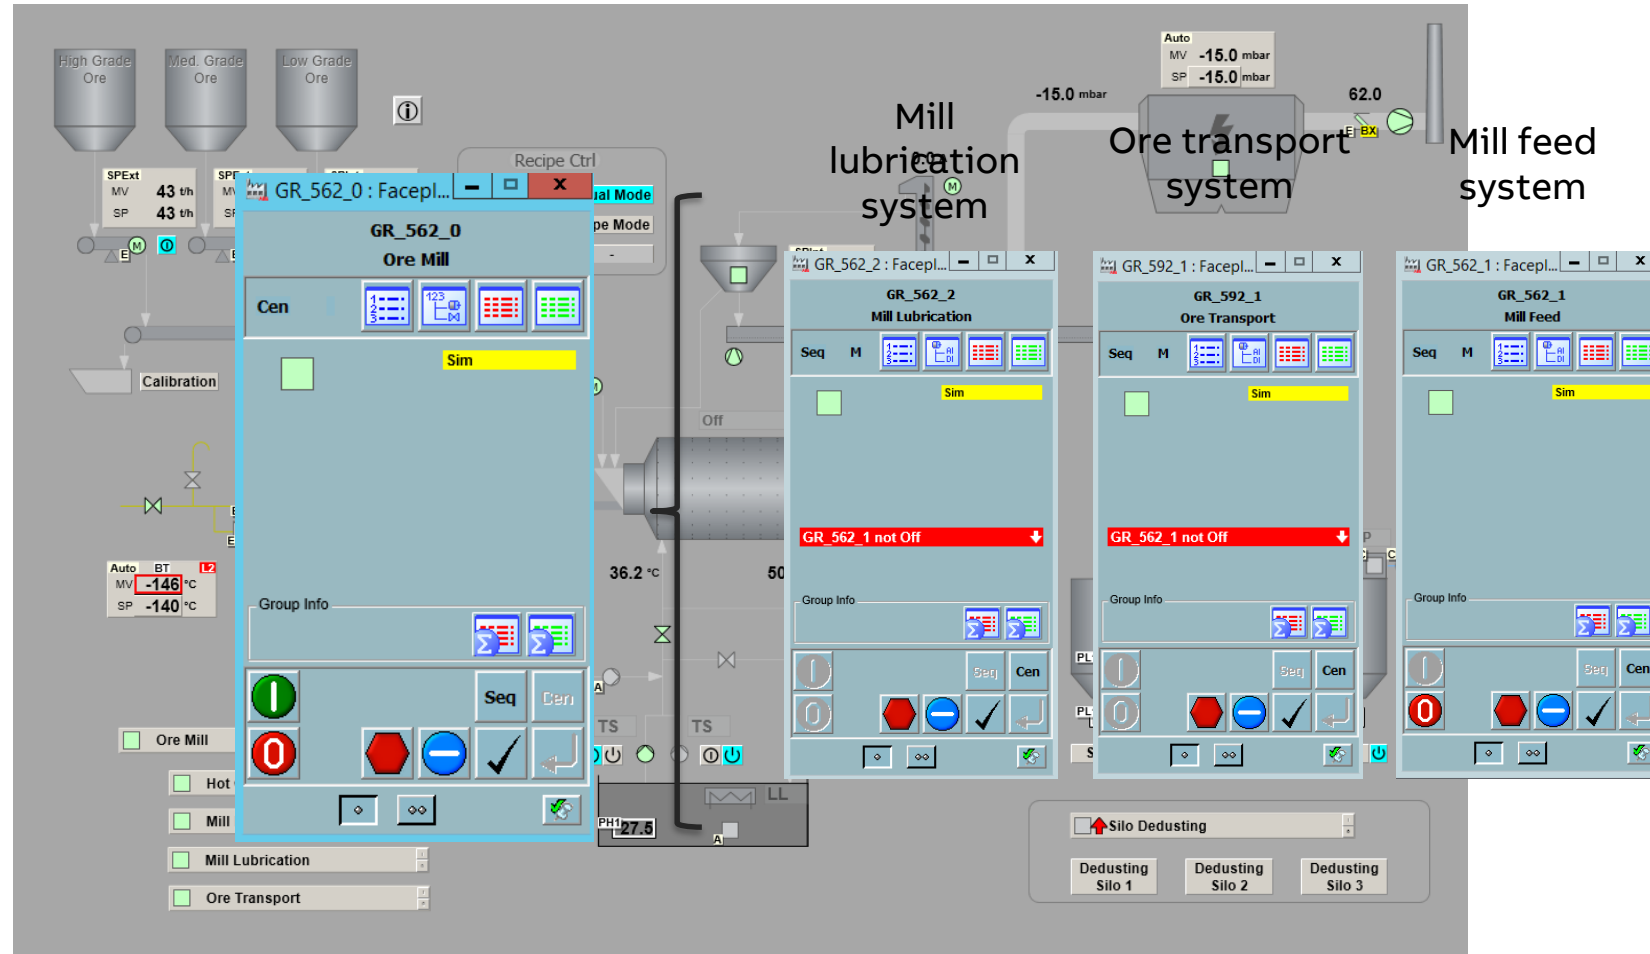 High Grade
Ore
Med. Grade
Ore
Low Grade
Ore
SPExt
MV 43 t/h
SP 43 t/h
E
M
Calibration
Auto BT L2
MV -146 °C
SP -140 °C
Recipe Ctrl
GR_562_0 : Facepl...
GR_562_0
Ore Mill
Cen
Sim
Group Info
Seq
Cen
Ore Mill
Hot
Mill
Mill Lubrication
Ore Transport
Off
36.2 °C
50
TS
TS
A
PH1 27.5
LL
A
Auto
MV -15.0 mbar
SP -15.0 mbar
-15.0 mbar
62.0
E BX
M
Mill
lubrication
system
Ore transport
system
Mill feed
system
GR_562_2 : Facepl...
GR_562_2
Mill Lubrication
Seq M
Sim
GR_562_1 not Off
Group Info
Seq Cen
GR_592_1 : Facepl...
GR_592_1
Ore Transport
Seq M
Sim
GR_562_1 not Off
Group Info
Seq Cen
GR_562_1 : Facepl...
GR_562_1
Mill Feed
Seq M
Sim
Group Info
Seq Cen
Silo Dedusting
Dedusting
Silo 1
Dedusting
Silo 2
Dedusting
Silo 3